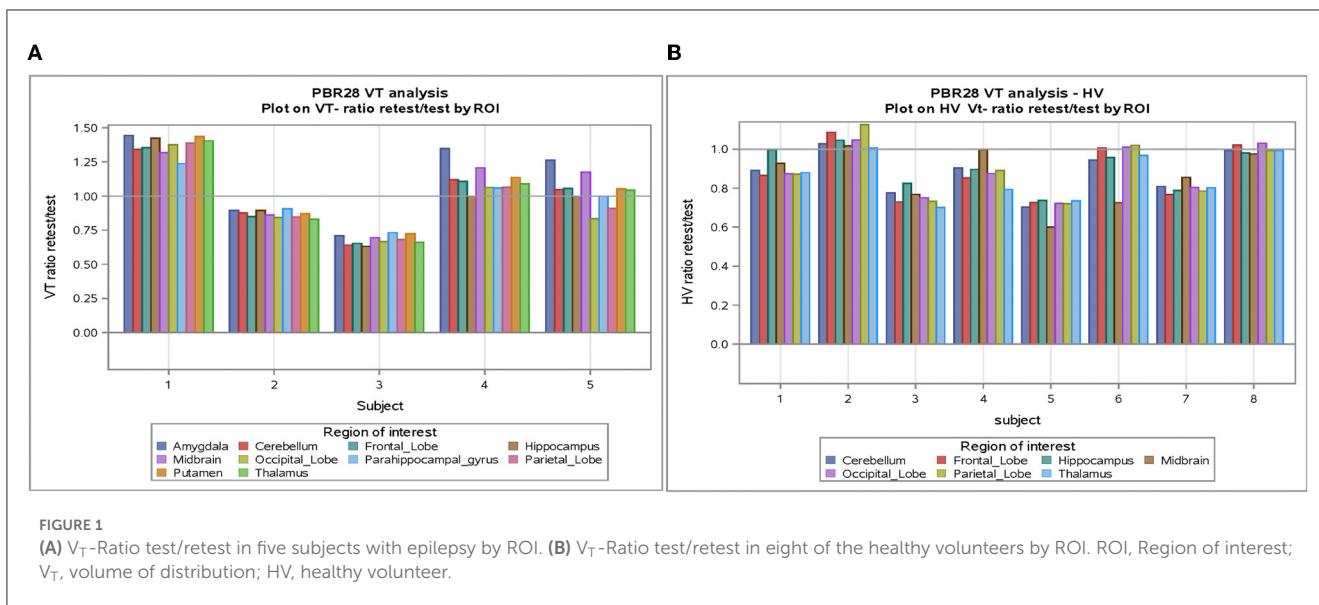 A
PBR28 VT analysis
Plot on VT- ratio retest/test by ROI
VT ratio retest/test
1.50
1.25
1.00
0.75
0.50
0.25
0.00
1 2 3 4 5
Subject
Region of interest
Amygdala Cerebellum Frontal_Lobe Hippocampus
Midbrain Occipital_Lobe Parahippocampal_gyrus Parietal_Lobe
Putamen Thalamus
B
PBR28 VT analysis - HV
Plot on HV Vt- ratio retest/test by ROI
HV ratio retest/test
1.0
0.8
0.6
0.4
0.2
0.0
1 2 3 4 5 6 7 8
subject
Region of interest
Cerebellum Frontal_Lobe Hippocampus Midbrain
Occipital_Lobe Parietal_Lobe Thalamus
FIGURE 1
(A) VT-Ratio test/retest in five subjects with epilepsy by ROI. (B) VT-Ratio test/retest in eight of the healthy volunteers by ROI. ROI, Region of interest;
VT, volume of distribution; HV, healthy volunteer.